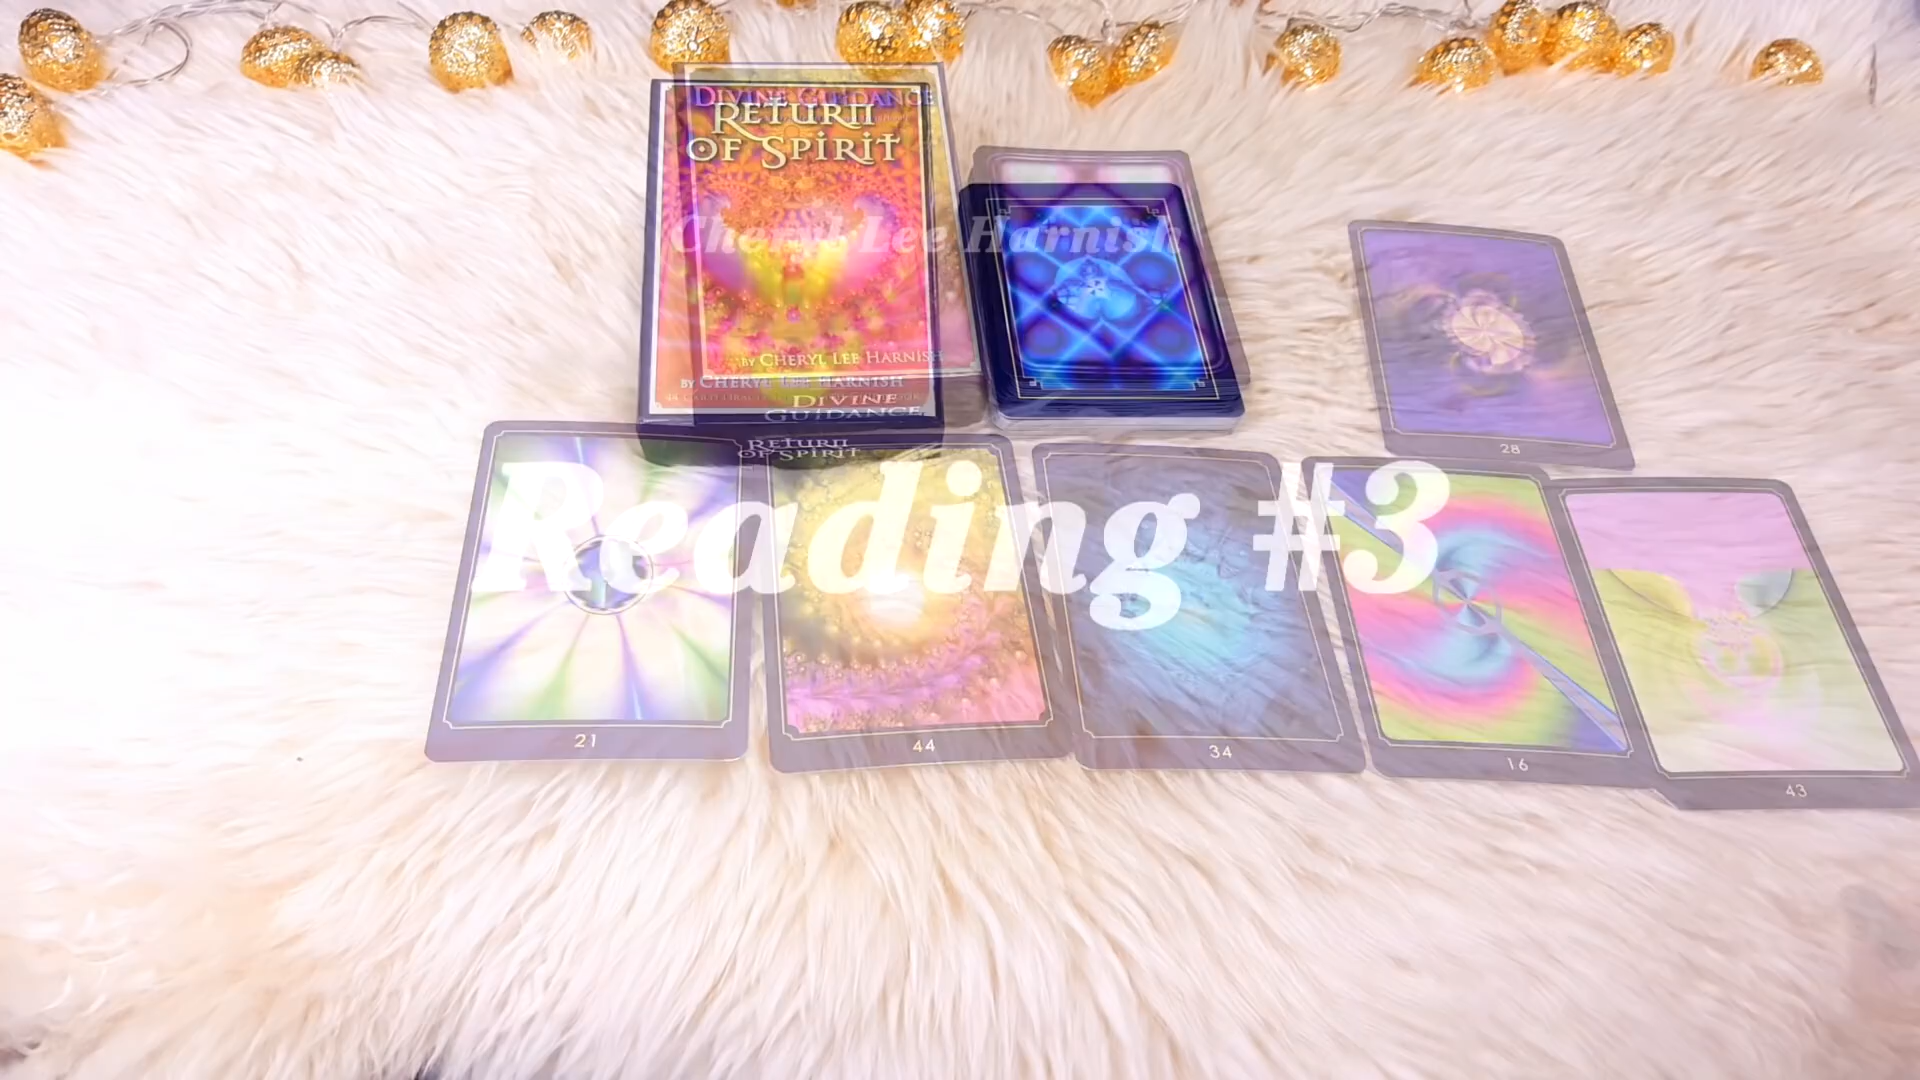 DIVINE GUIDANCE
RETURN
OF SPIRIT
Cheryl Lee Harnish
BY CHERYL LEE HARNISH
BY CHERYL LEE HARNISH
DIVINE
GUIDANCE
RETURN
OF SPIRIT
28
Reading #3
21
44
34
16
43